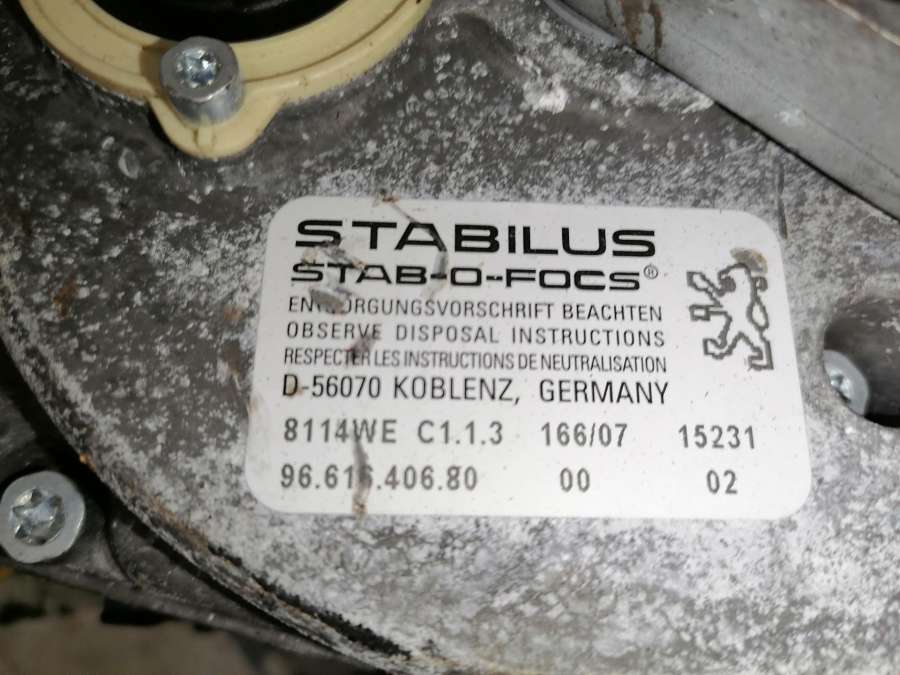 STABILUS
STAB-O-FOCS®
ENTSORGUNGSVORSCHRIFT BEACHTEN
OBSERVE DISPOSAL INSTRUCTIONS
RESPECTER LES INSTRUCTIONS DE NEUTRALISATION
D-56070 KOBLENZ, GERMANY
8114WE C1.1.3 166/07 15231
96.616.406.80 00 02